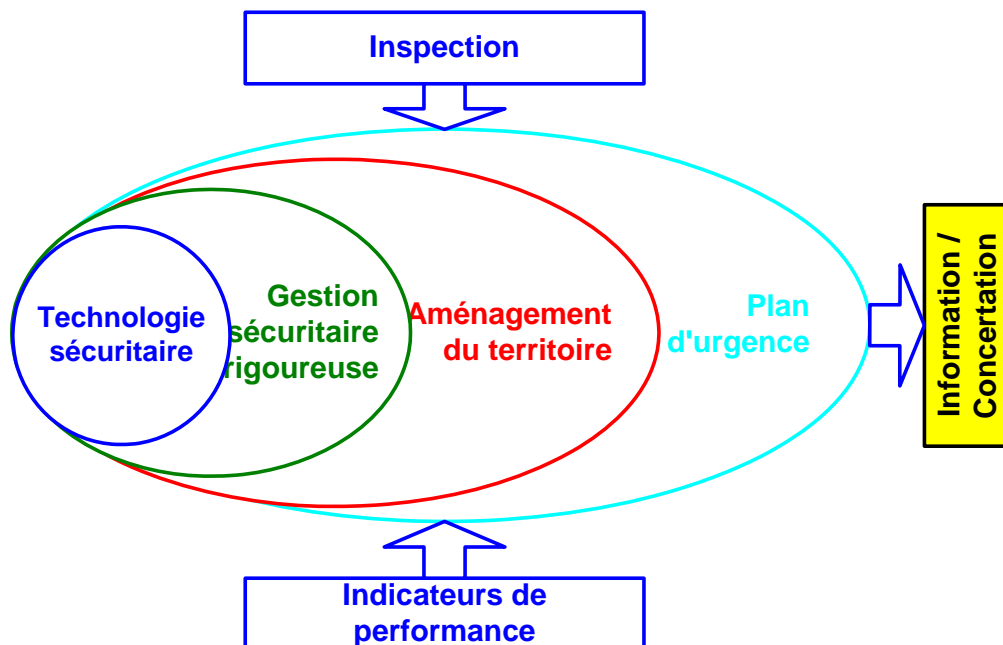 Inspection
Technologie
sécuritaire
Gestion
sécuritaire
rigoureuse
Aménagement
du territoire
Plan
d'urgence
Information /
Concertation
Indicateurs de
performance